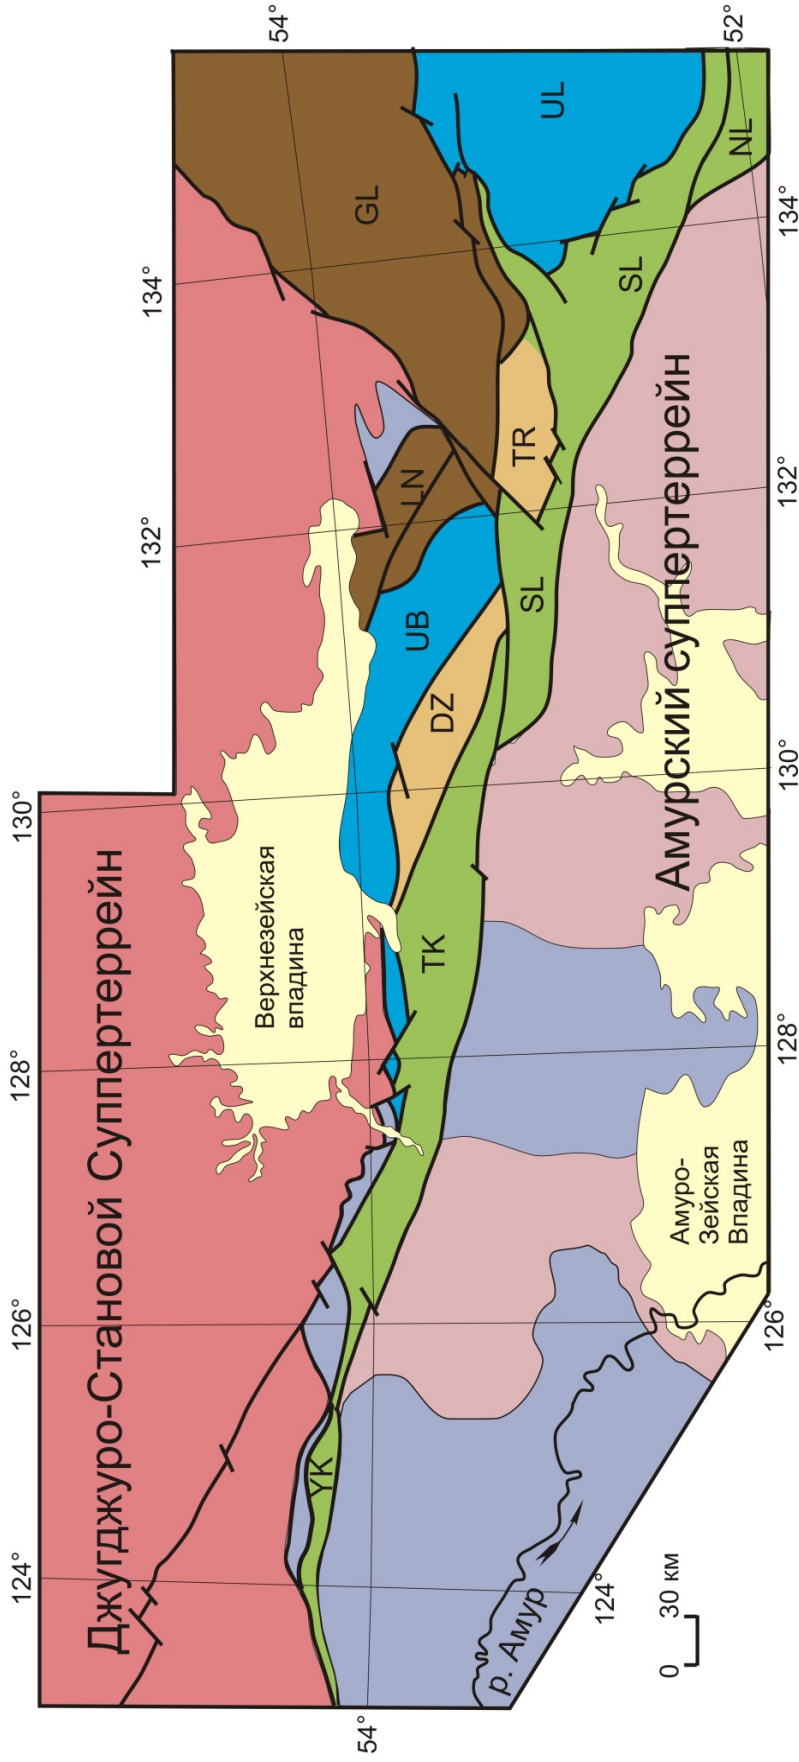 124°
126°
128°
130°
132°
134°
54°
Джугджуро-Становой Суппертеррейн
Верхнезейская
впадина
GL
LN
UB
UL
DZ
TR
TK
YK
SL
SL
NL
54°
52°
Амурский суппертеррейн
Амуро-
Зейская
Впадина
р. Амур
0 30 км
124°
126°
128°
130°
132°
134°